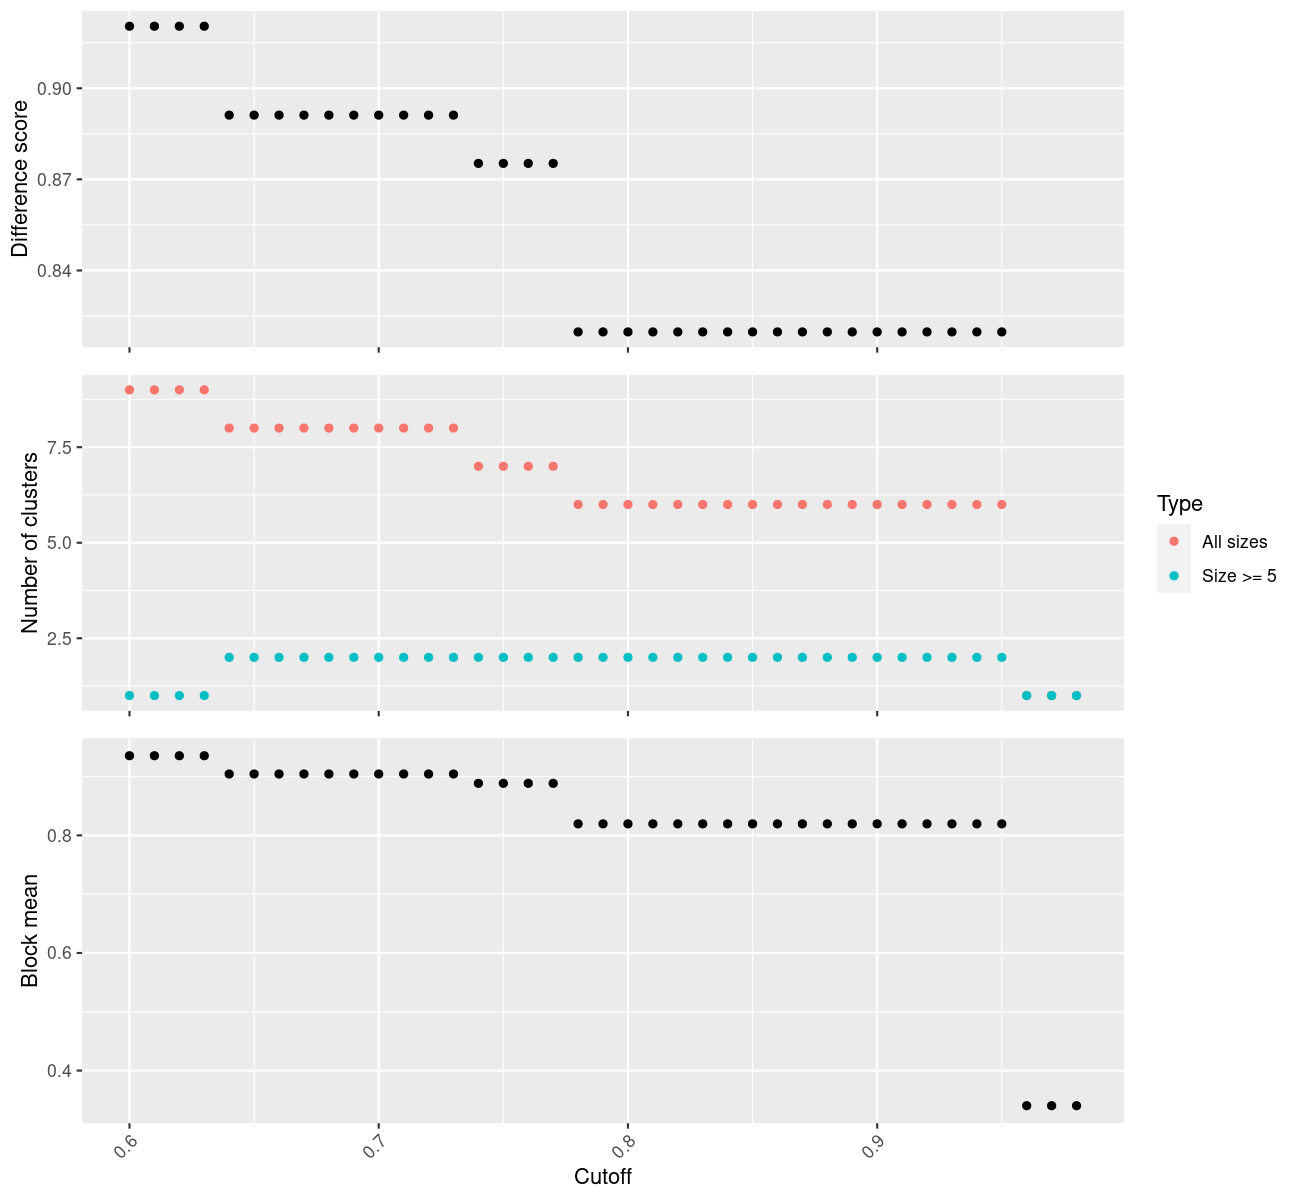 Difference score
0.90
0.87
0.84
Number of clusters
7.5
5.0
2.5
Type
All sizes
Size >= 5
Block mean
0.8
0.6
0.4
0.6
0.7
0.8
0.9
Cutoff